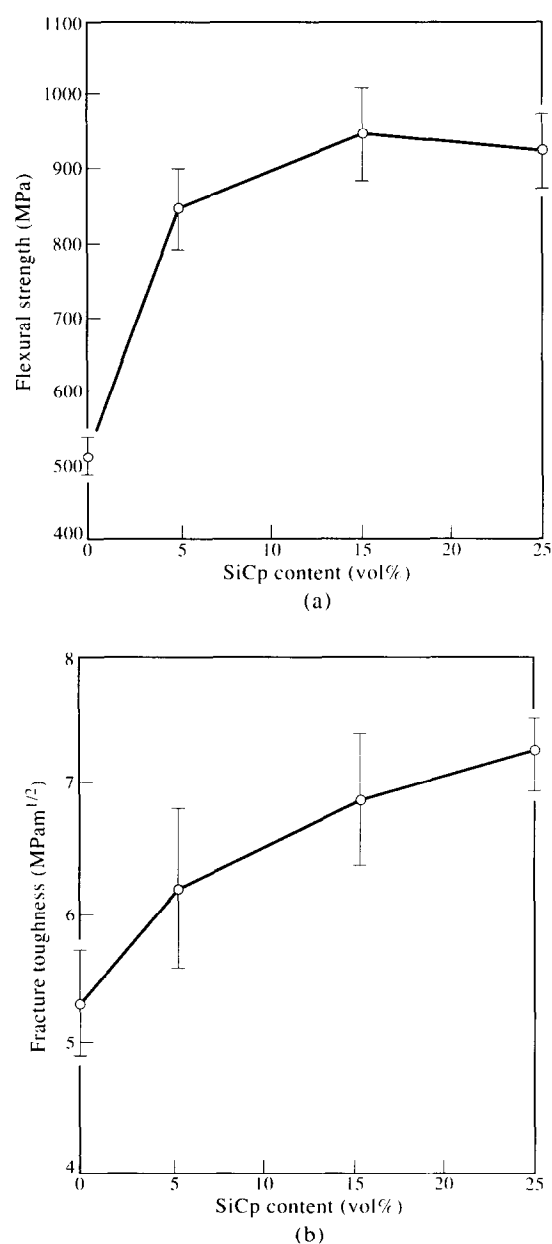 1100
1000
900
800
700
600
500
400
Flexural strength (MPa)
0 5 10 15 20 25
SiCp content (vol%)
(a)
8
7
6
5
4
Fracture toughness (MPam^1/2)
0 5 10 15 20 25
SiCp content (vol%)
(b)